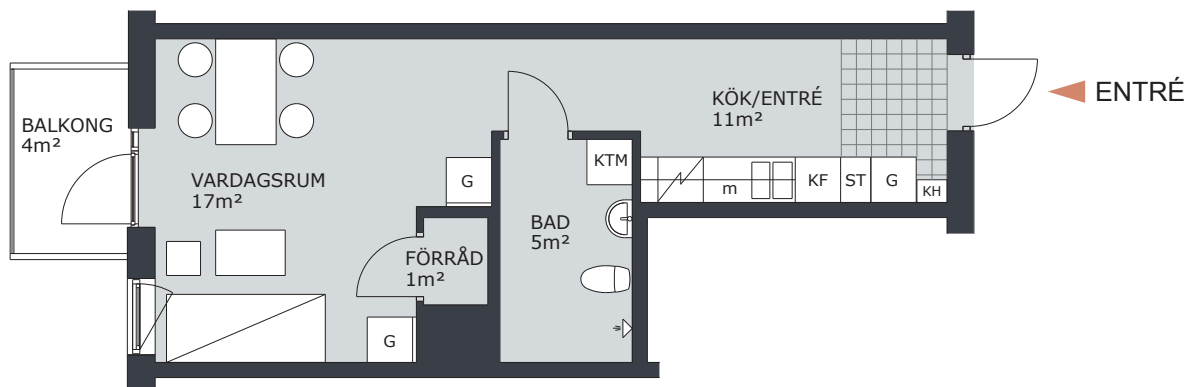 BALKONG
4m²
VARDAGSRUM
17m²
G
FÖRRÅD
1m²
G
BAD
5m²
KTM
KÖK/ENTRÉ
11m²
m
KF
ST
G
KH
ENTRÉ